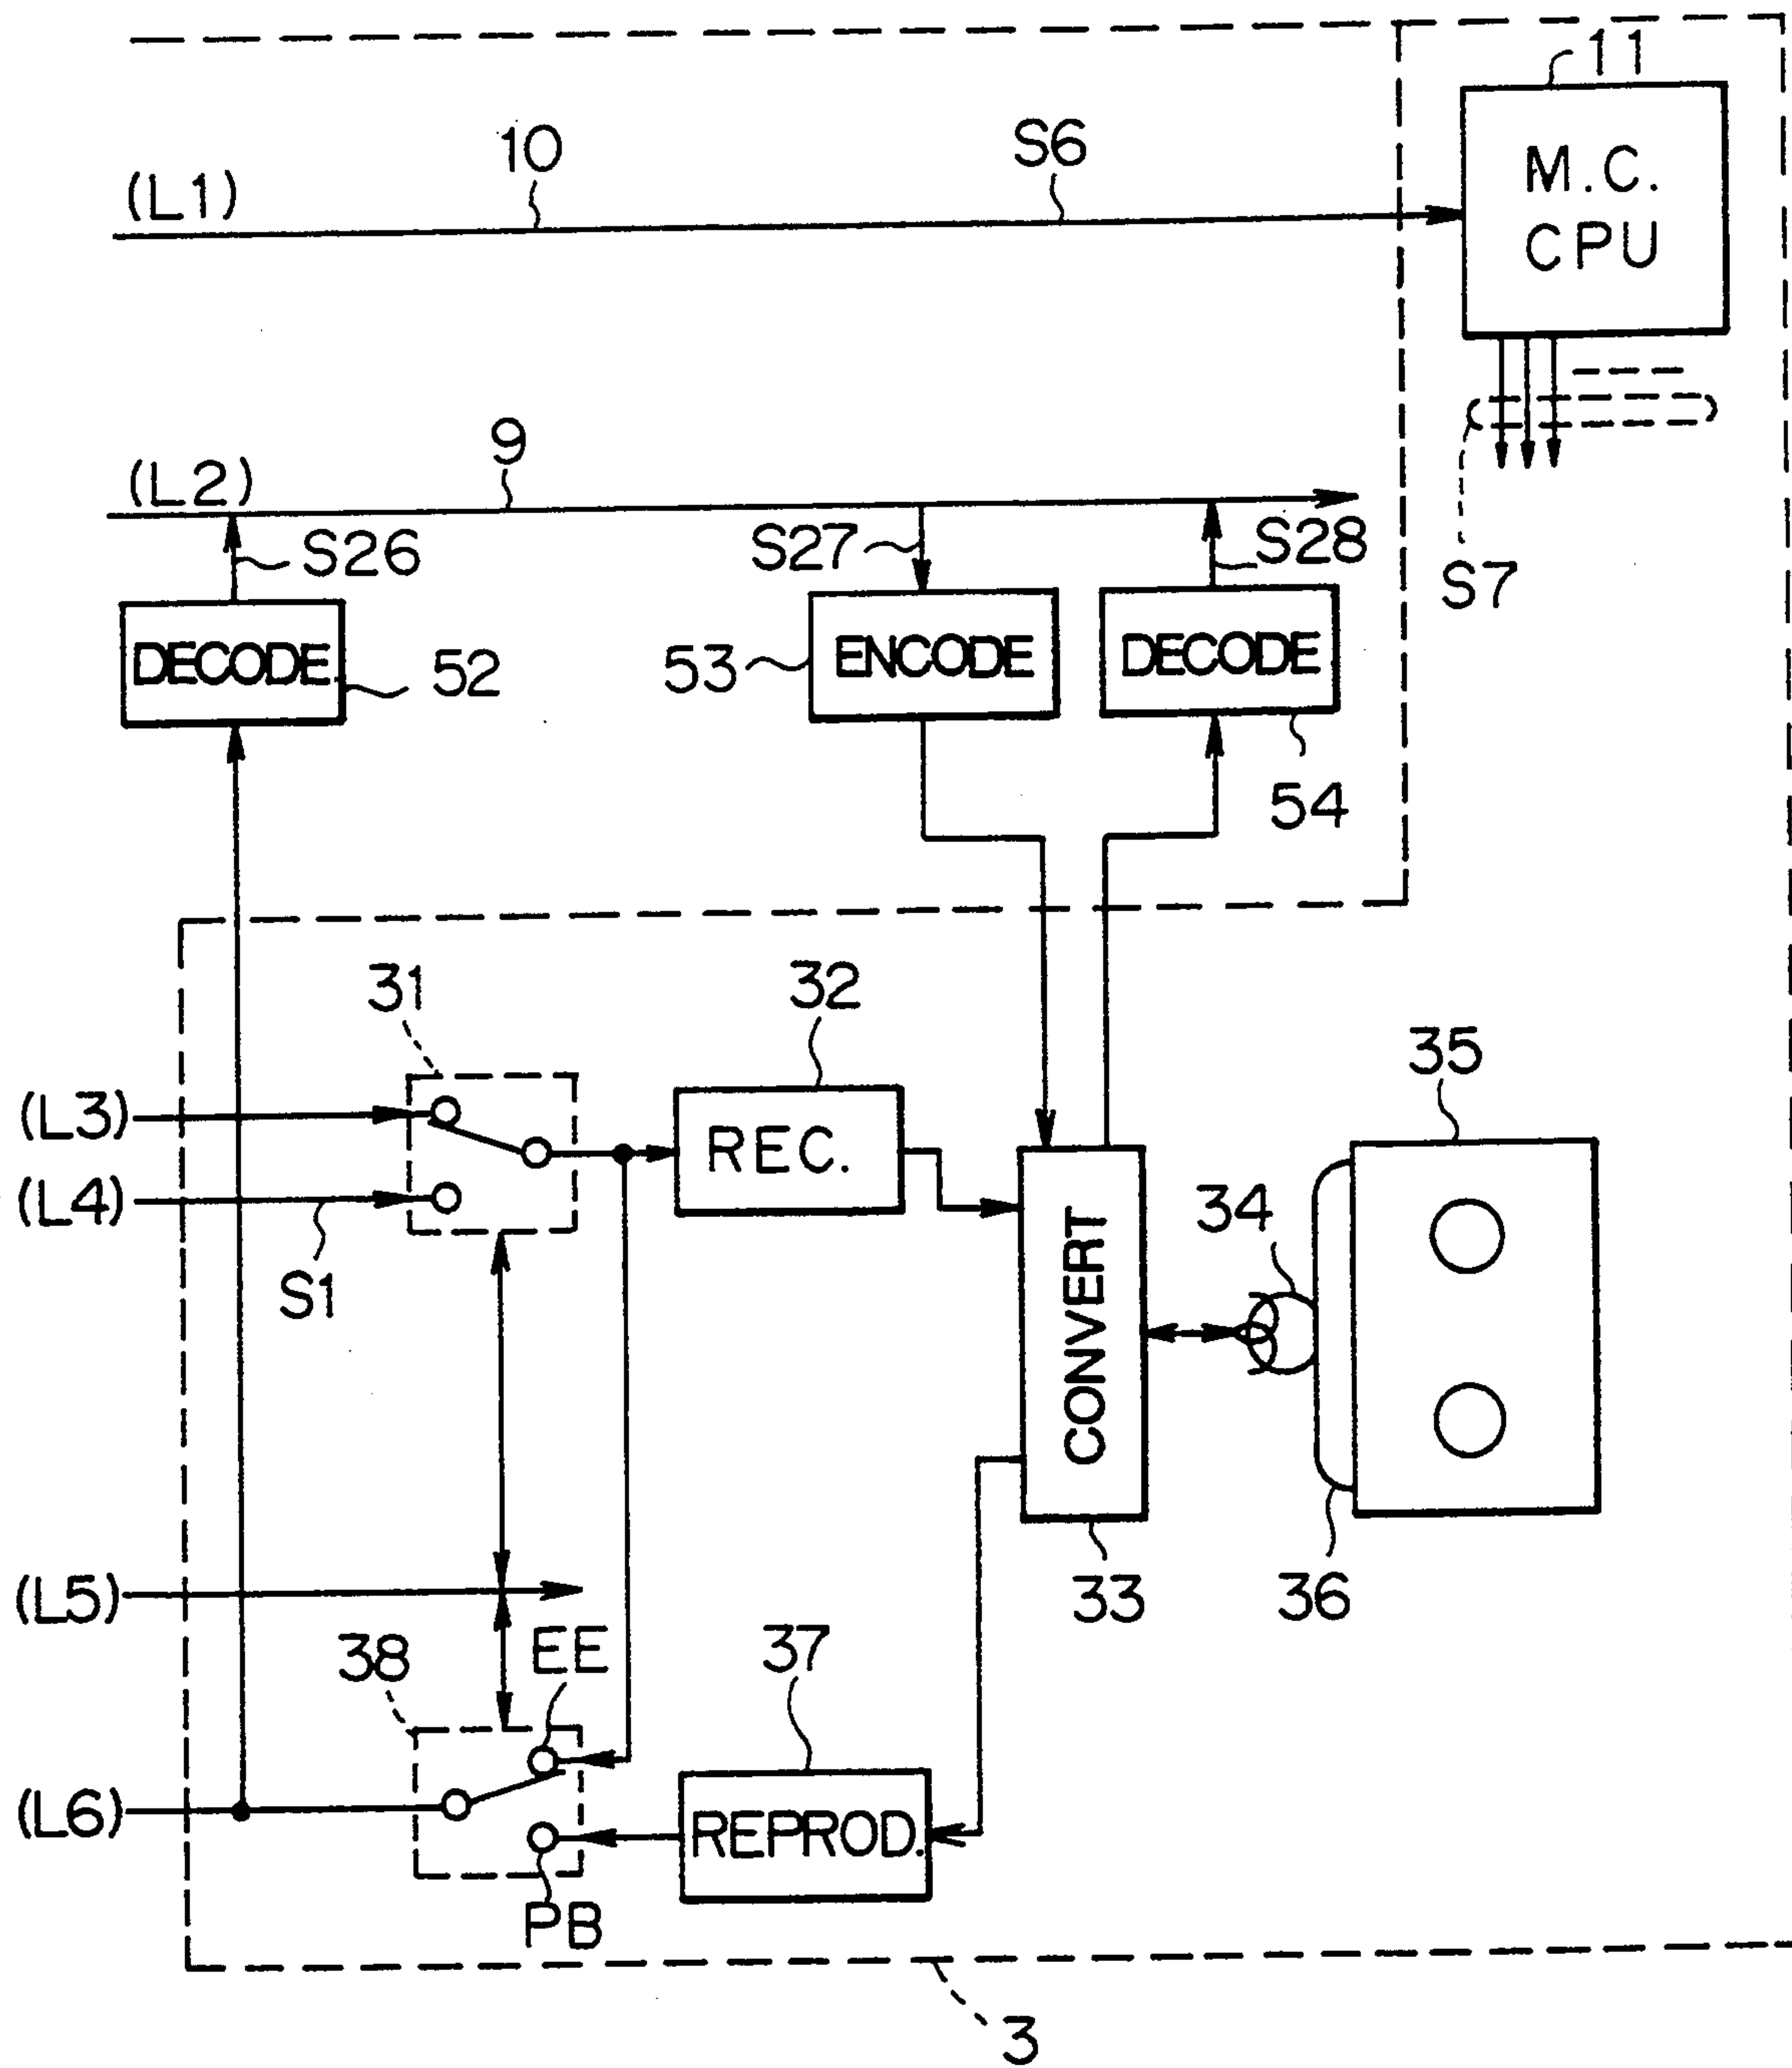 11
10
S6
(L1)
M.C.
CPU
9
(L2)
S26
S27
S28
S7
DECODE.
52
53
ENCODE
DECODE
54
31
32
35
(L3)
REC.
34
(L4)
S1
CONVERT
(L5)
33
36
38
EE
37
(L6)
REPROD.
PB
3